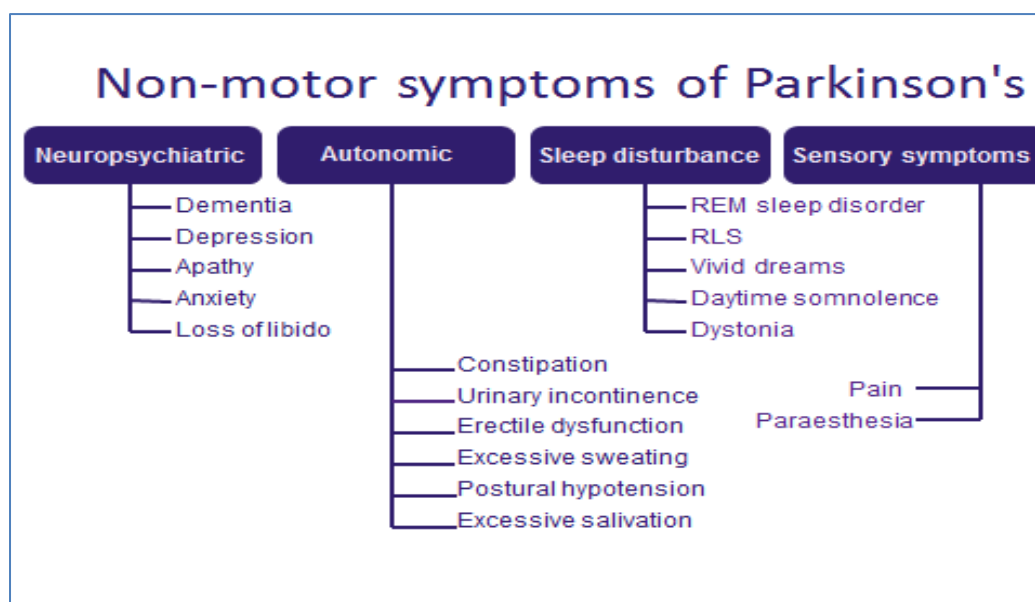 Non-motor symptoms of Parkinson's
Neuropsychiatric
Dementia
Depression
Apathy
Anxiety
Loss of libido
Autonomic
Constipation
Urinary incontinence
Erectile dysfunction
Excessive sweating
Postural hypotension
Excessive salivation
Sleep disturbance
REM sleep disorder
RLS
Vivid dreams
Daytime somnolence
Dystonia
Sensory symptoms
Pain
Paraesthesia